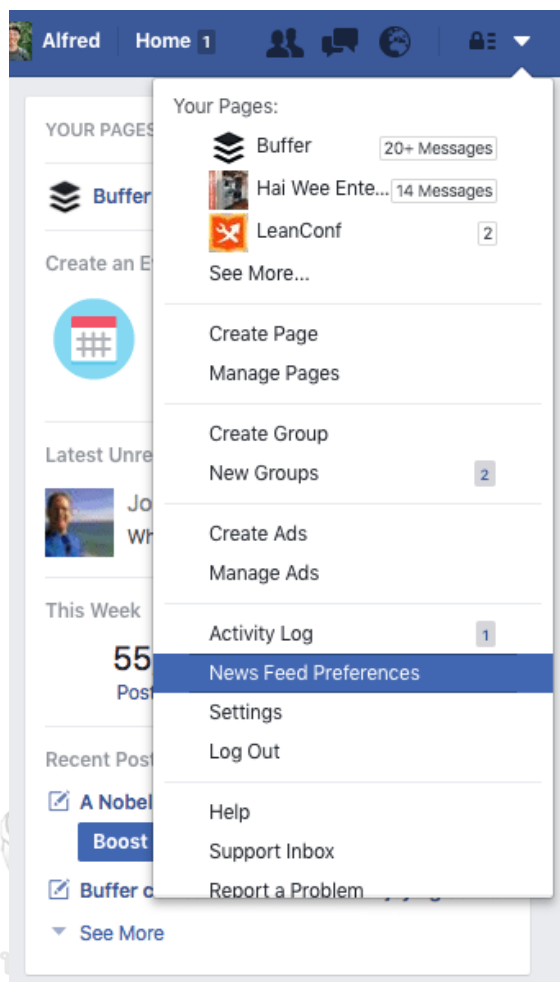 Alfred Home 1
Your Pages:
Buffer 20+ Messages
Hai Wee Ente... 14 Messages
LeanConf 2
See More...
Create Page
Manage Pages
Create Group
New Groups 2
Create Ads
Manage Ads
Activity Log 1
News Feed Preferences
Settings
Log Out
Help
Support Inbox
Report a Problem
YOUR PAGES
Buffer
Create an E
Latest Unre
Jo
Wh
This Week
55
Post
Recent Post
A Nobel
Boost
Buffer c
See More